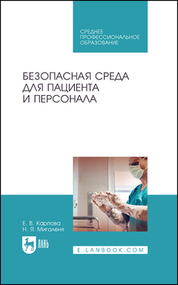 СРЕДНЕЕ
ПРОФЕССИОНАЛЬНОЕ
ОБРАЗОВАНИЕ
БЕЗОПАСНАЯ СРЕДА
ДЛЯ ПАЦИЕНТА
И ПЕРСОНАЛА
Е. В. Карпова
Н. Я. Мигаленя
ЛАНЬ
E.LANBOOK.COM